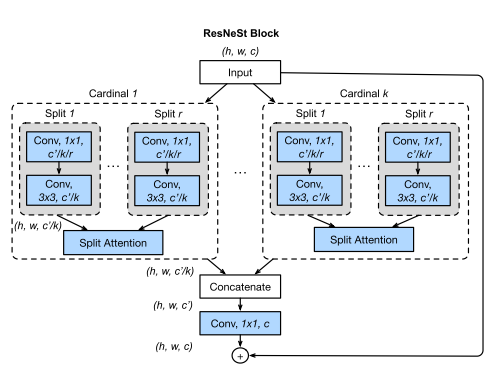 ResNeSt Block
(h, w, c)
Input
Cardinal 1
Cardinal k
Split 1
Split r
Split 1
Split r
Conv, 1x1,
c'/k/r
Conv, 1x1,
c'/k/r
Conv, 1x1,
c'/k/r
Conv, 1x1,
c'/k/r
...
...
...
Conv,
3x3, c'/k
Conv,
3x3, c'/k
Conv,
3x3, c'/k
Conv,
3x3, c'/k
(h, w, c'/k)
Split Attention
Split Attention
(h, w, c'/k)
Concatenate
(h, w, c')
Conv, 1x1, c
(h, w, c)
+